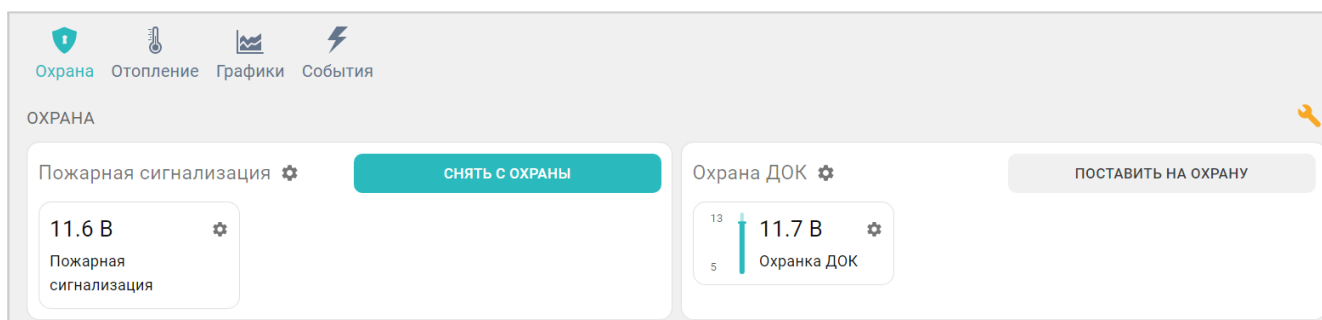 Охрана Отопление Графики События
ОХРАНА
Пожарная сигнализация СНЯТЬ С ОХРАНЫ
11.6 В
Пожарная
сигнализация
Охрана ДОК ПОСТАВИТЬ НА ОХРАНУ
13
11.7 В
5
Охранка ДОК